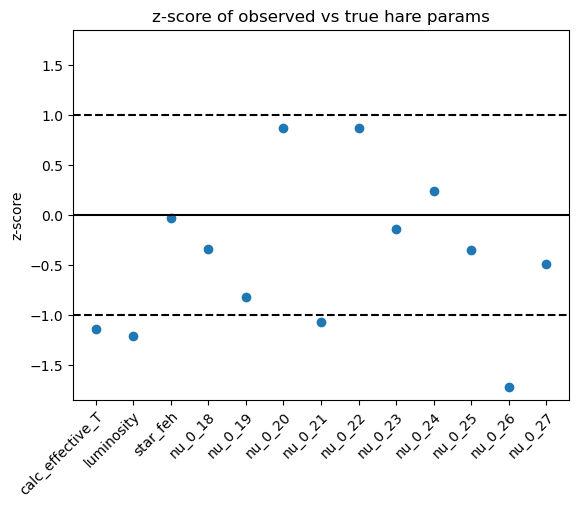 z-score of observed vs true hare params
z-score
1.5
1.0
0.5
0.0
−0.5
−1.0
−1.5
calc_effective_T
luminosity
star_feh
nu_0_18
nu_0_19
nu_0_20
nu_0_21
nu_0_22
nu_0_23
nu_0_24
nu_0_25
nu_0_26
nu_0_27